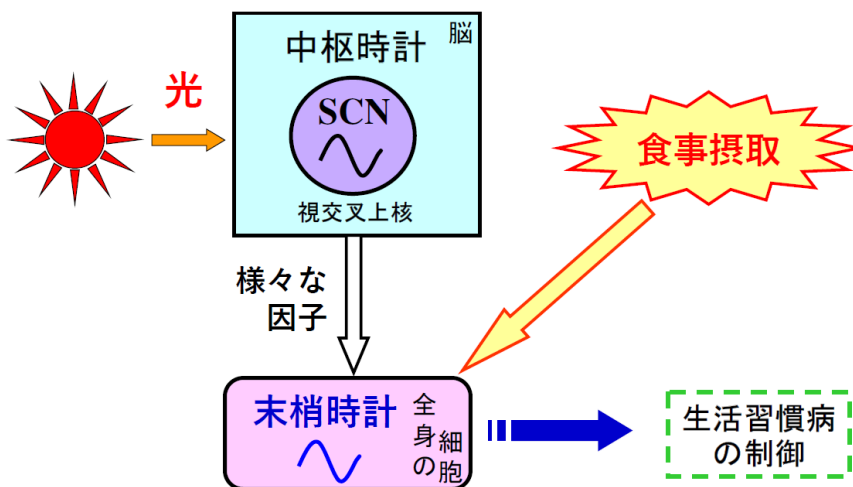 脳
中枢時計
光
SCN
視交叉上核
食事摂取
様々な
因子
末梢時計
全身の
細胞
生活習慣病
の制御